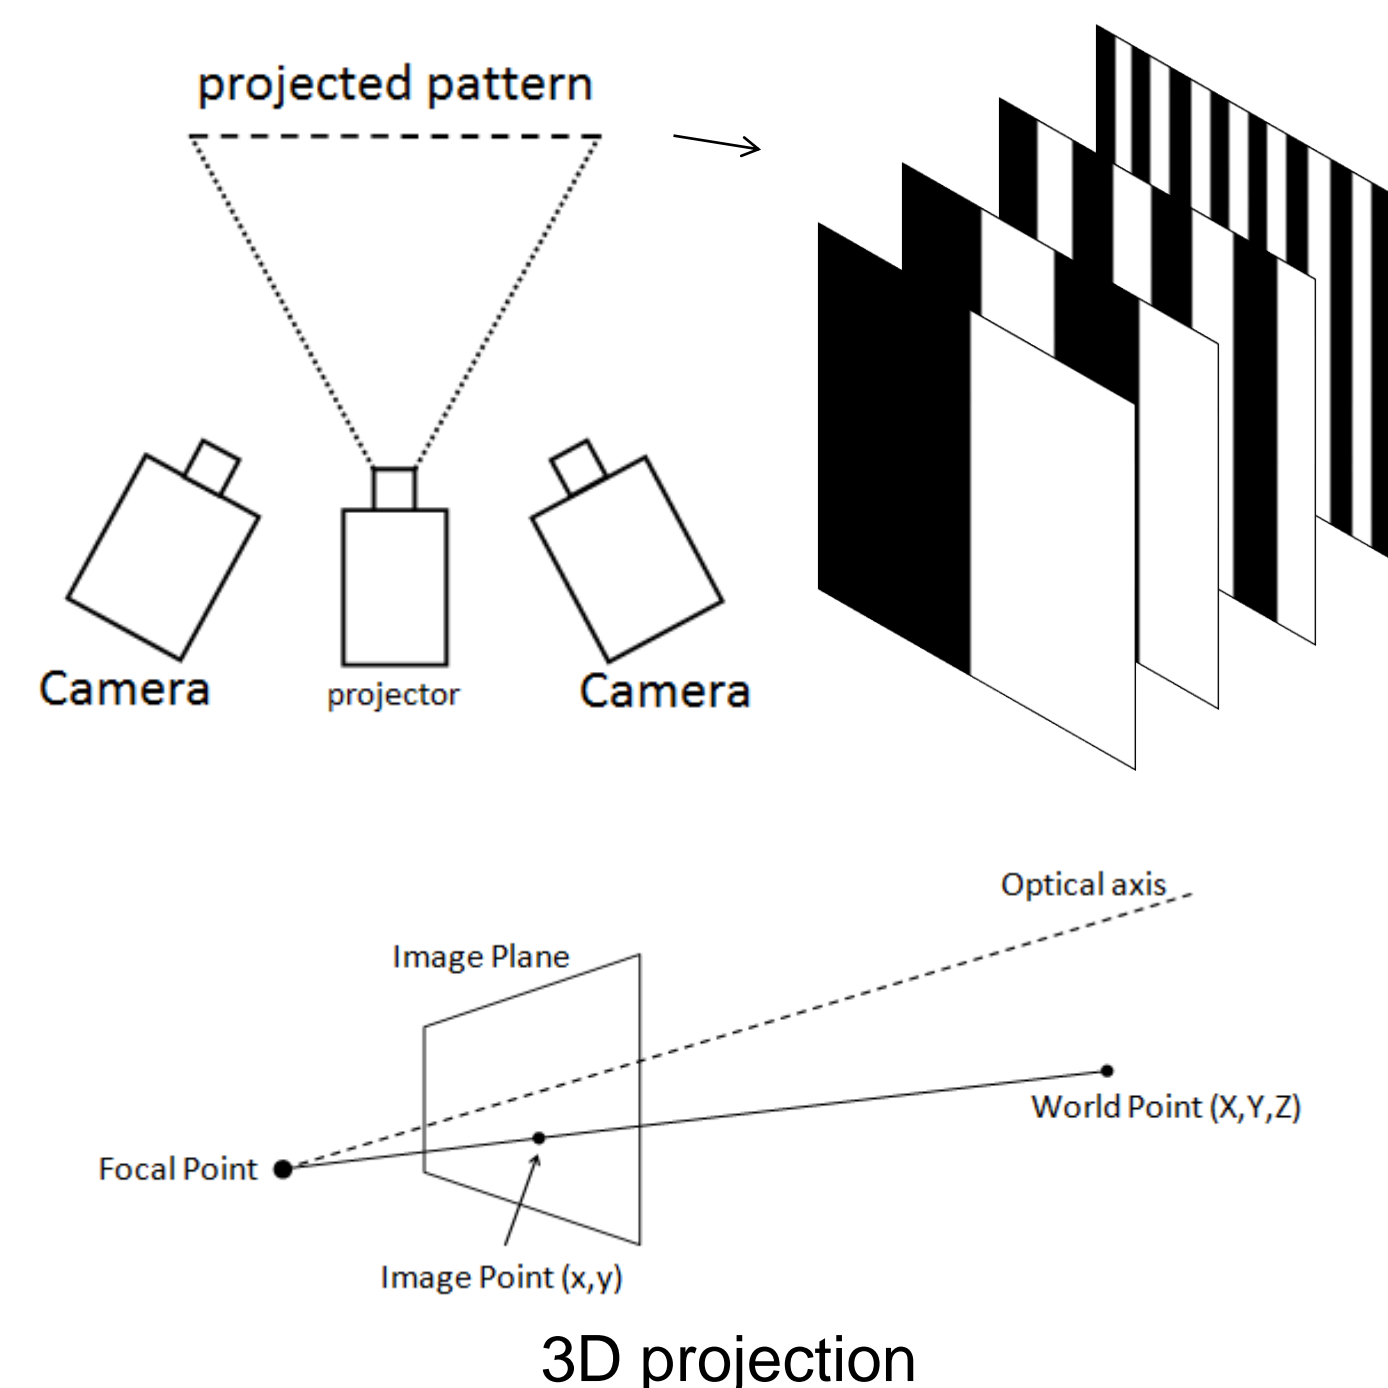 projected pattern
Camera
projector
Camera
Optical axis
Image Plane
World Point (X,Y,Z)
Focal Point
Image Point (x,y)
3D projection